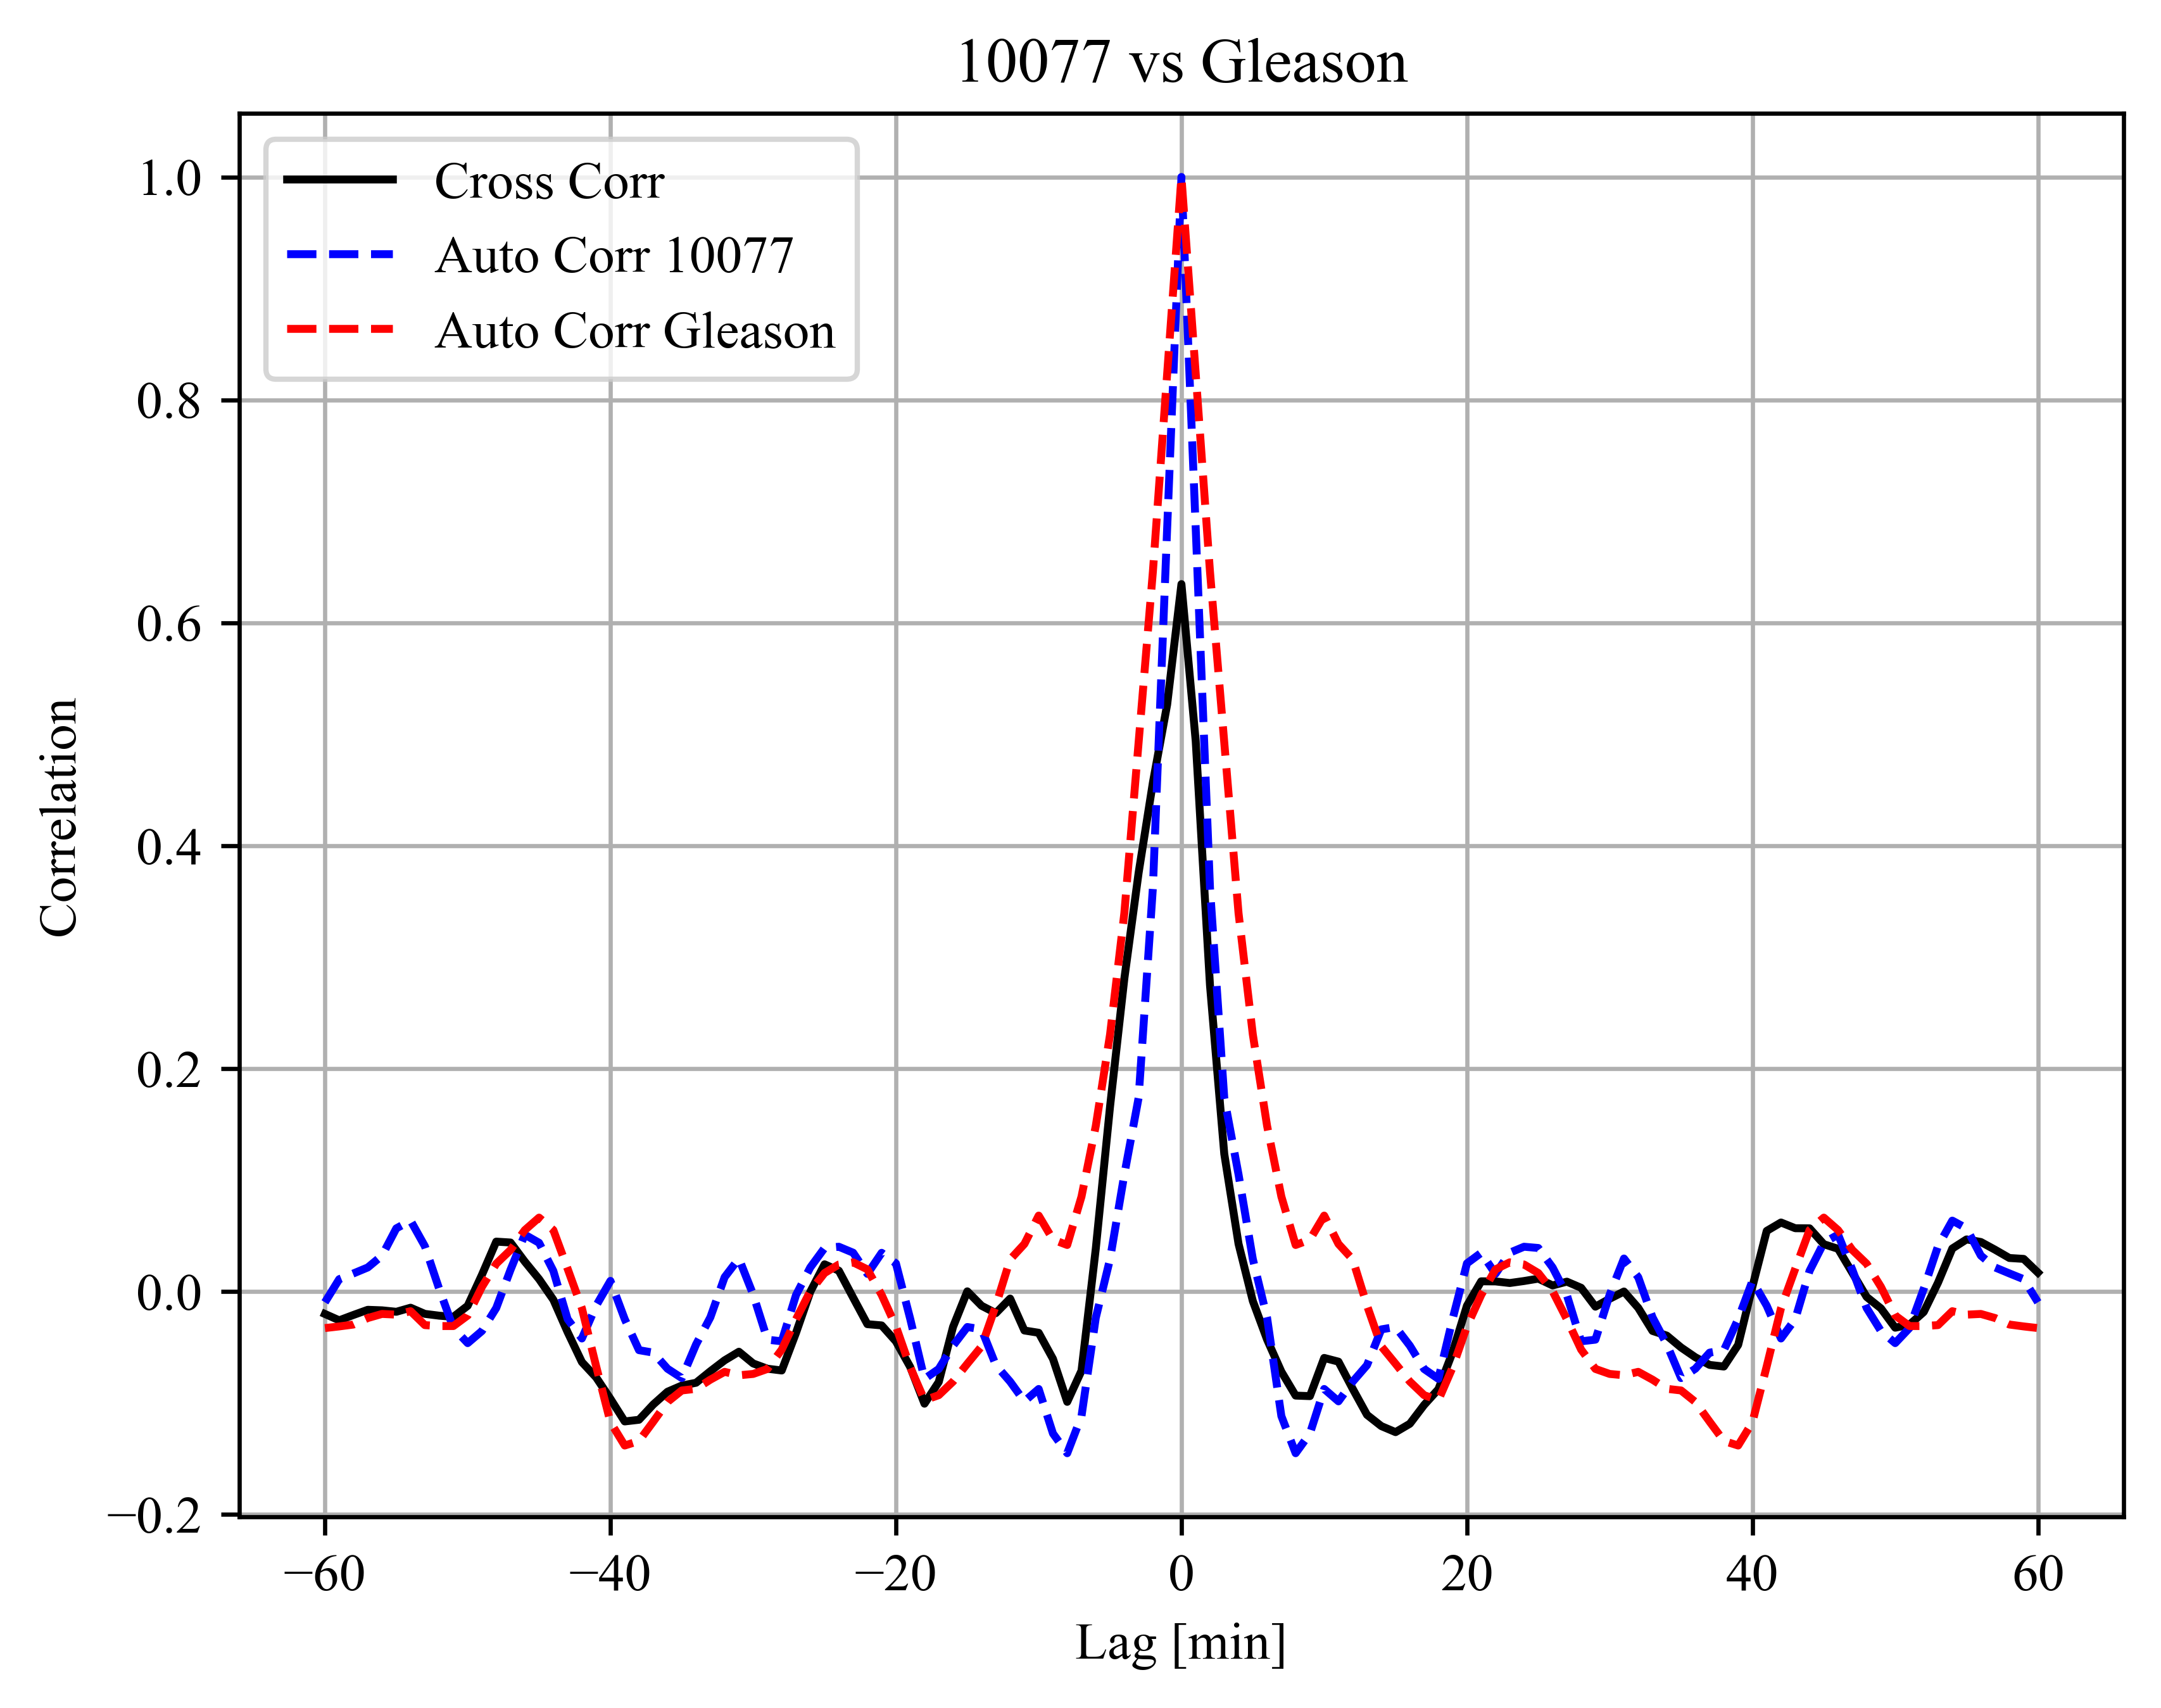 10077 vs Gleason
Cross Corr
Auto Corr 10077
Auto Corr Gleason
1.0
0.8
0.6
0.4
0.2
0.0
−0.2
Correlation
−60 −40 −20 0 20 40 60
Lag [min]